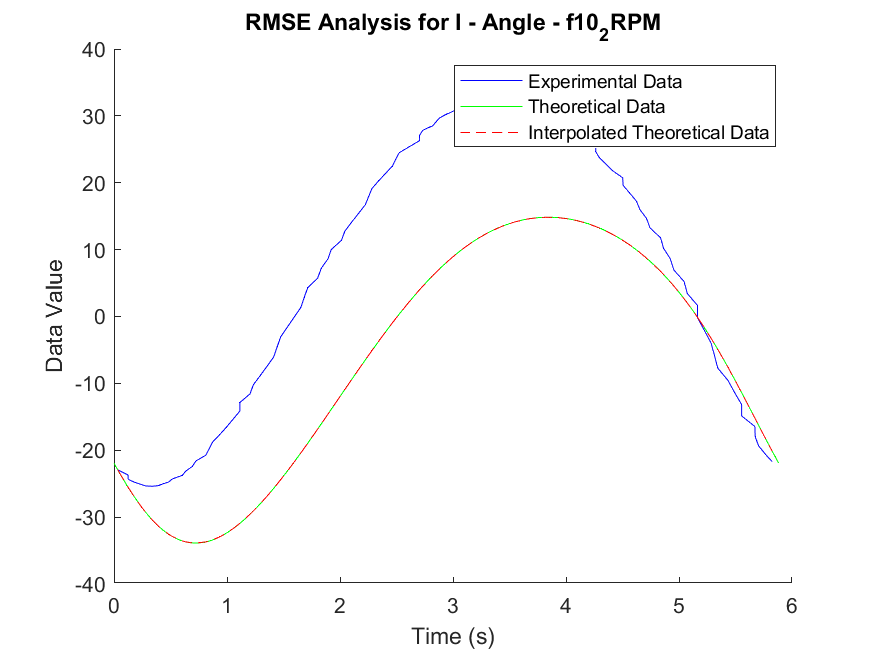 RMSE Analysis for I - Angle - f10₂RPM
40
30
20
10
0
-10
-20
-30
-40
Data Value
Experimental Data
Theoretical Data
Interpolated Theoretical Data
0 1 2 3 4 5 6
Time (s)